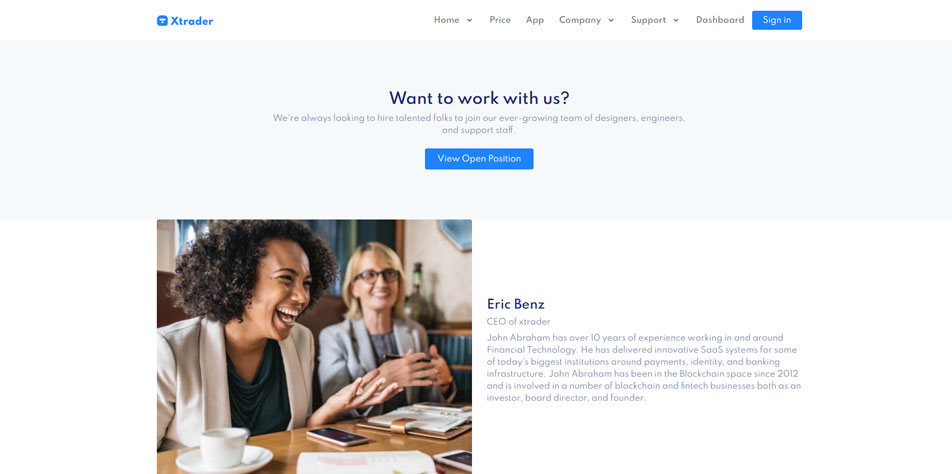 Xtrader
Home Price App Company Support Dashboard Sign in
Want to work with us?
We're always looking to hire talented folks to join our ever-growing team of designers, engineers,
and support staff.
View Open Position
Eric Benz
CEO of xtrader
John Abraham has over 10 years of experience working in and around
Financial Technology. He has delivered innovative SaaS systems for some
of today's biggest institutions around payments, identity, and banking
infrastructure. John Abraham has been in the Blockchain space since 2012
and is involved in a number of blockchain and fintech businesses both as an
investor, board director, and founder.